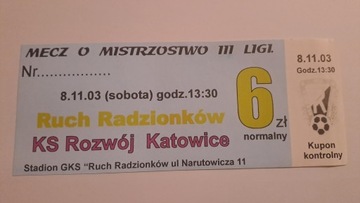 MECZ O MISTRZOSTWO III LIGI.
Nr.................
8.11.03 (sobota) godz.13:30
Ruch Radzionków
KS Rozwój Katowice
6 zł
normalny
Stadion GKS "Ruch Radzionków ul Narutowicza 11
8.11.03
Godz.13:30
Kupon
kontrolny